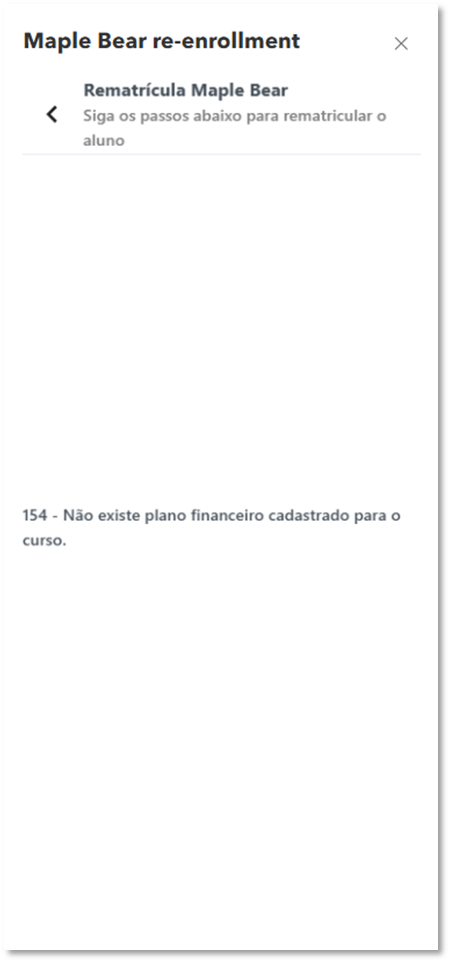 Maple Bear re-enrollment
Rematrícula Maple Bear
Siga os passos abaixo para rematricular o
aluno
154 - Não existe plano financeiro cadastrado para o
curso.